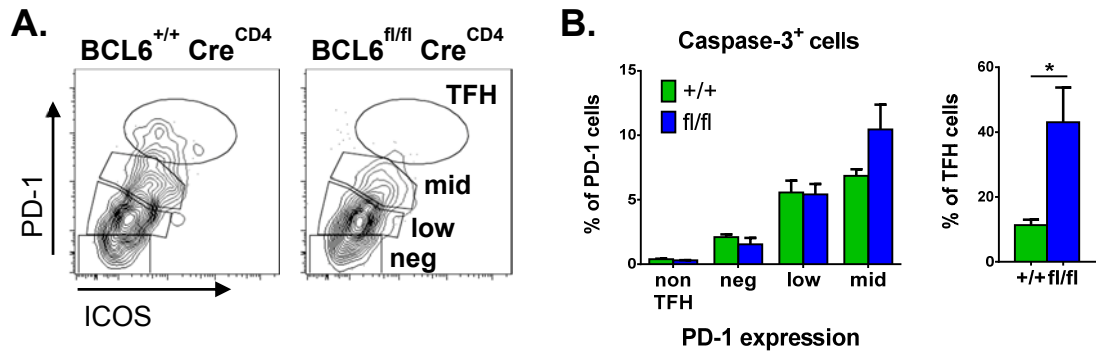 A.
BCL6+/+ CreCD4
BCL6fl/fl CreCD4
TFH
mid
low
neg
PD-1
ICOS
B.
Caspase-3+ cells
% of PD-1 cells
15
10
5
0
+/+
fl/fl
non
TFH
neg
low
mid
PD-1 expression
% of TFH cells
60
40
20
0
*
+/+ fl/fl